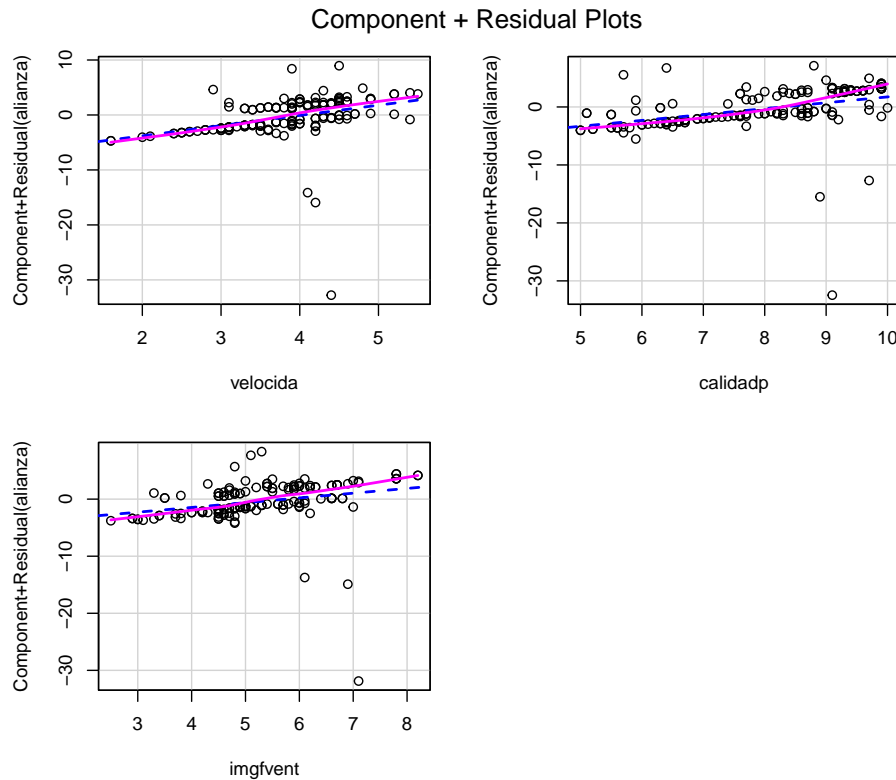 Component + Residual Plots
Component+Residual(alianza)
10
0
−10
−20
−30
2 3 4 5
velocida
Component+Residual(alianza)
0
−10
−20
−30
5 6 7 8 9 10
calidadp
Component+Residual(alianza)
0
−10
−20
−30
3 4 5 6 7 8
imgfvent